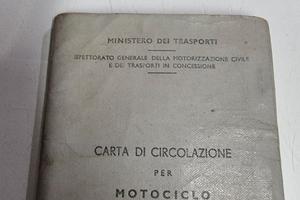 MINISTERO DEI TRASPORTI
ISPETTORATO GENERALE DELLA MOTORIZZAZIONE CIVILE
E DEI TRASPORTI IN CONCESSIONE
CARTA DI CIRCOLAZIONE
PER
MOTOCICLO